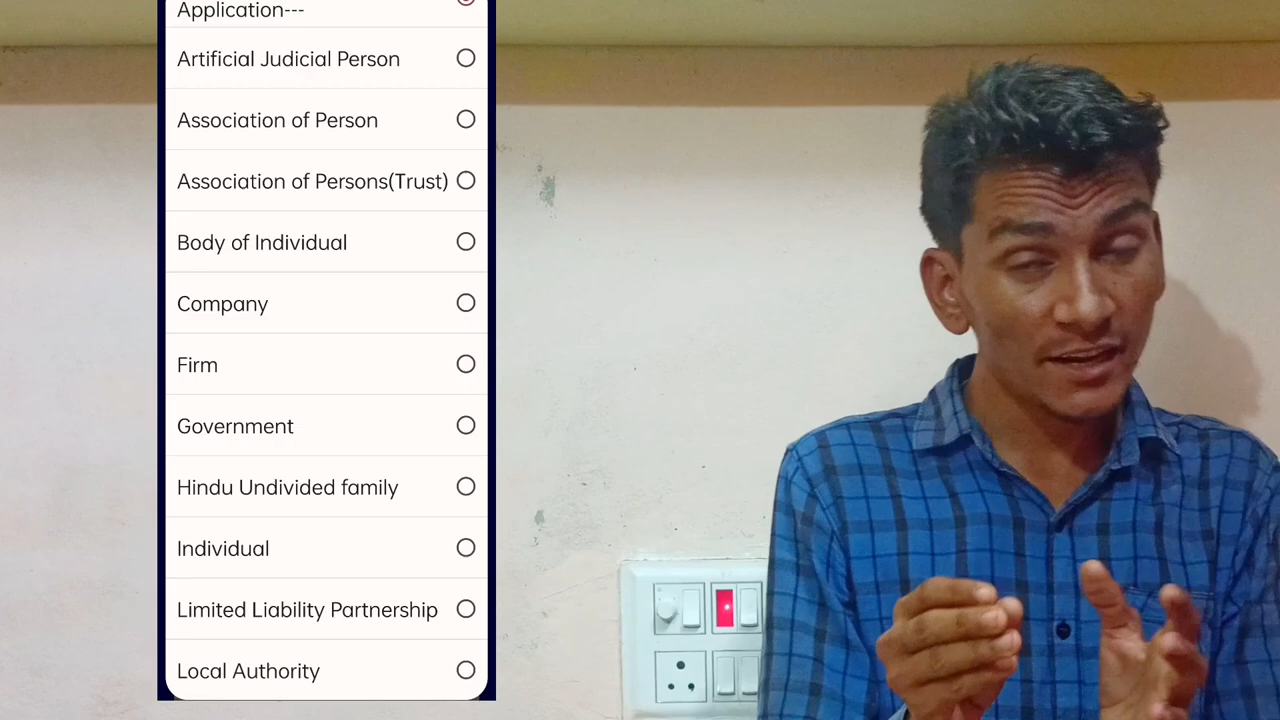 Application---
Artificial Judicial Person
Association of Person
Association of Persons(Trust)
Body of Individual
Company
Firm
Government
Hindu Undivided family
Individual
Limited Liability Partnership
Local Authority